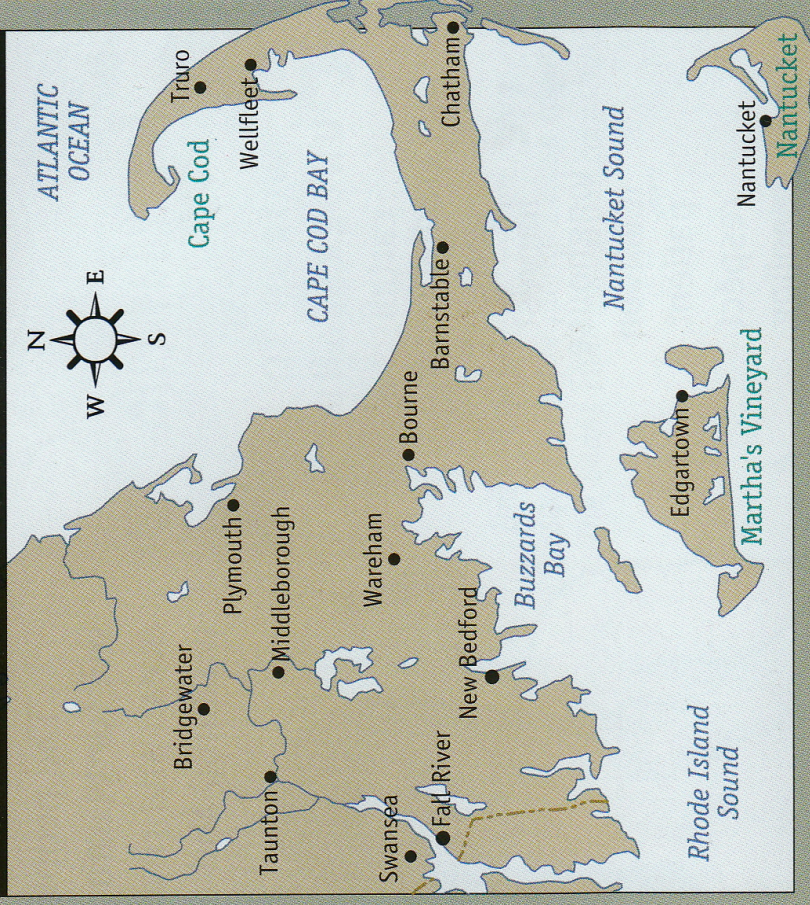 ATLANTIC
OCEAN
Truro
Wellfleet
Cape Cod
CAPE COD BAY
Chatham
Barnstable
Nantucket Sound
Nantucket
Nantucket
N
E
S
W
Bourne
Plymouth
Middleborough
Wareham
Bridgewater
Taunton
Buzzards
Bay
New Bedford
Fall River
Swansea
Edgartown
Martha's Vineyard
Rhode Island
Sound